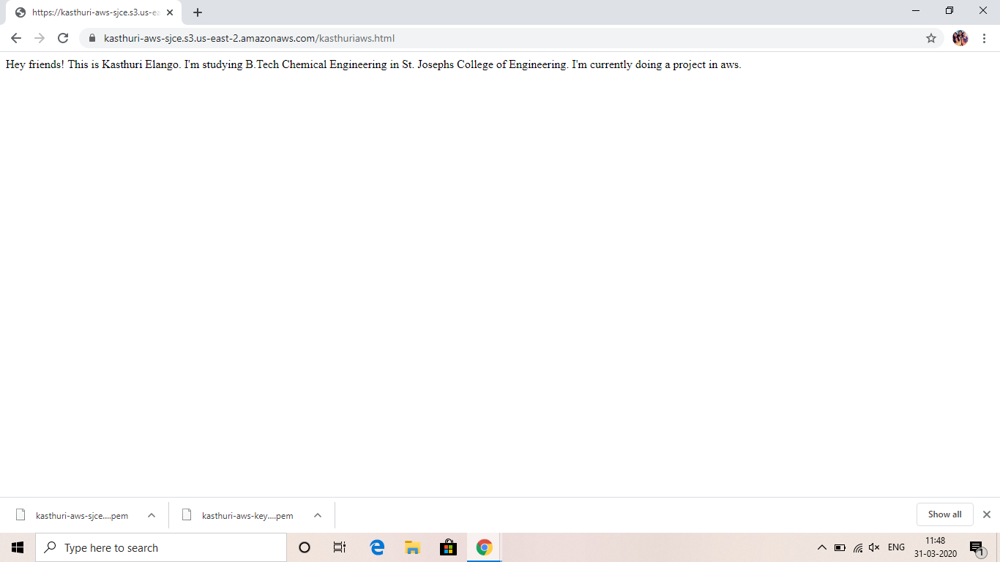 https://kasthuri-aws-sjce.s3.us-ea
kasthuri-aws-sjce.s3.us-east-2.amazonaws.com/kasthuriaws.html
Hey friends! This is Kasthuri Elango. I'm studying B.Tech Chemical Engineering in St. Josephs College of Engineering. I'm currently doing a project in aws.
kasthuri-aws-sjce....pem
kasthuri-aws-key....pem
Show all
Type here to search
ENG
11:48
31-03-2020
1